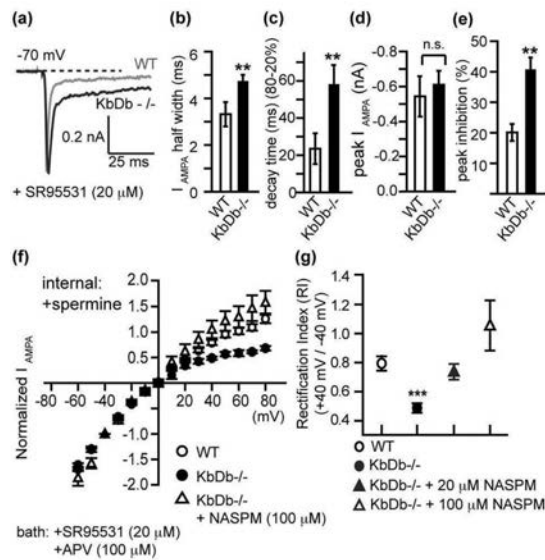 (a)
-70 mV
WT
KbDb -/-
0.2 nA
25 ms
+ SR95531 (20 μM)
(b)
I AMPA half width (ms)
5
4
3
2
1
0
**
WT
KbDb-/-
(c)
decay time (ms) (80-20%)
80
60
40
20
0
**
WT
KbDb-/-
(d)
peak I AMPA (nA)
-0.8
-0.6
-0.4
-0.2
0
n.s.
WT
KbDb-/-
(e)
peak inhibition (%)
50
40
30
20
10
0
**
WT
KbDb-/-
(f)
internal:
+spermine
Normalized I AMPA
2.0
1.5
1.0
0.5
-0.5
-1.0
-1.5
-2.0
-80 -60 -40 -20
20 40 60 80
(mV)
WT
KbDb-/-
KbDb-/-
+ NASPM (100 μM)
bath: +SR95531 (20 μM)
+APV (100 μM)
(g)
Rectification Index (RI)
(+40 mV / -40 mV)
1.4
1.2
1.0
0.8
0.6
0.4
***
WT
KbDb-/-
KbDb-/- + 20 μM NASPM
KbDb-/- + 100 μM NASPM